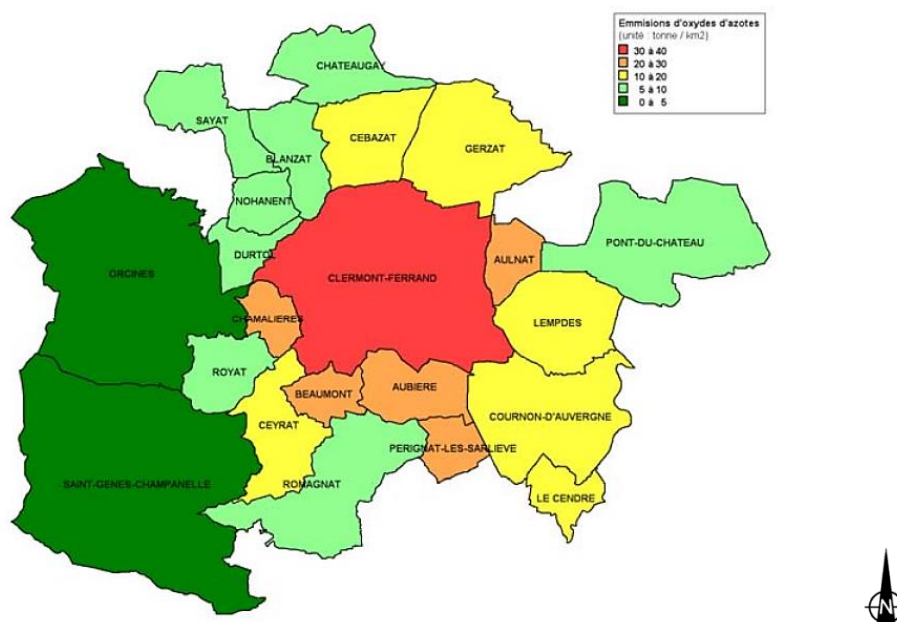 Emmisions d'oxydes d'azotes
(unité : tonne / km2)
30 à 40
20 à 30
10 à 20
5 à 10
0 à 5
CHATEAUGAY
SAYAT
CEBAZAT
BLANZAT
GERZAT
NOHANENT
PONT-DU-CHATEAU
DURTOL
AULNAT
ORCINES
CLERMONT-FERRAND
CHAMALIERES
LEMPDES
ROYAT
BEAUMONT
AUBIERE
COURNON-D'AUVERGNE
CEYRAT
PERIGNAT-LES-SARLIEVE
SAINT-GENES-CHAMPANELLE
ROMAGNAT
LE CENDRE
N